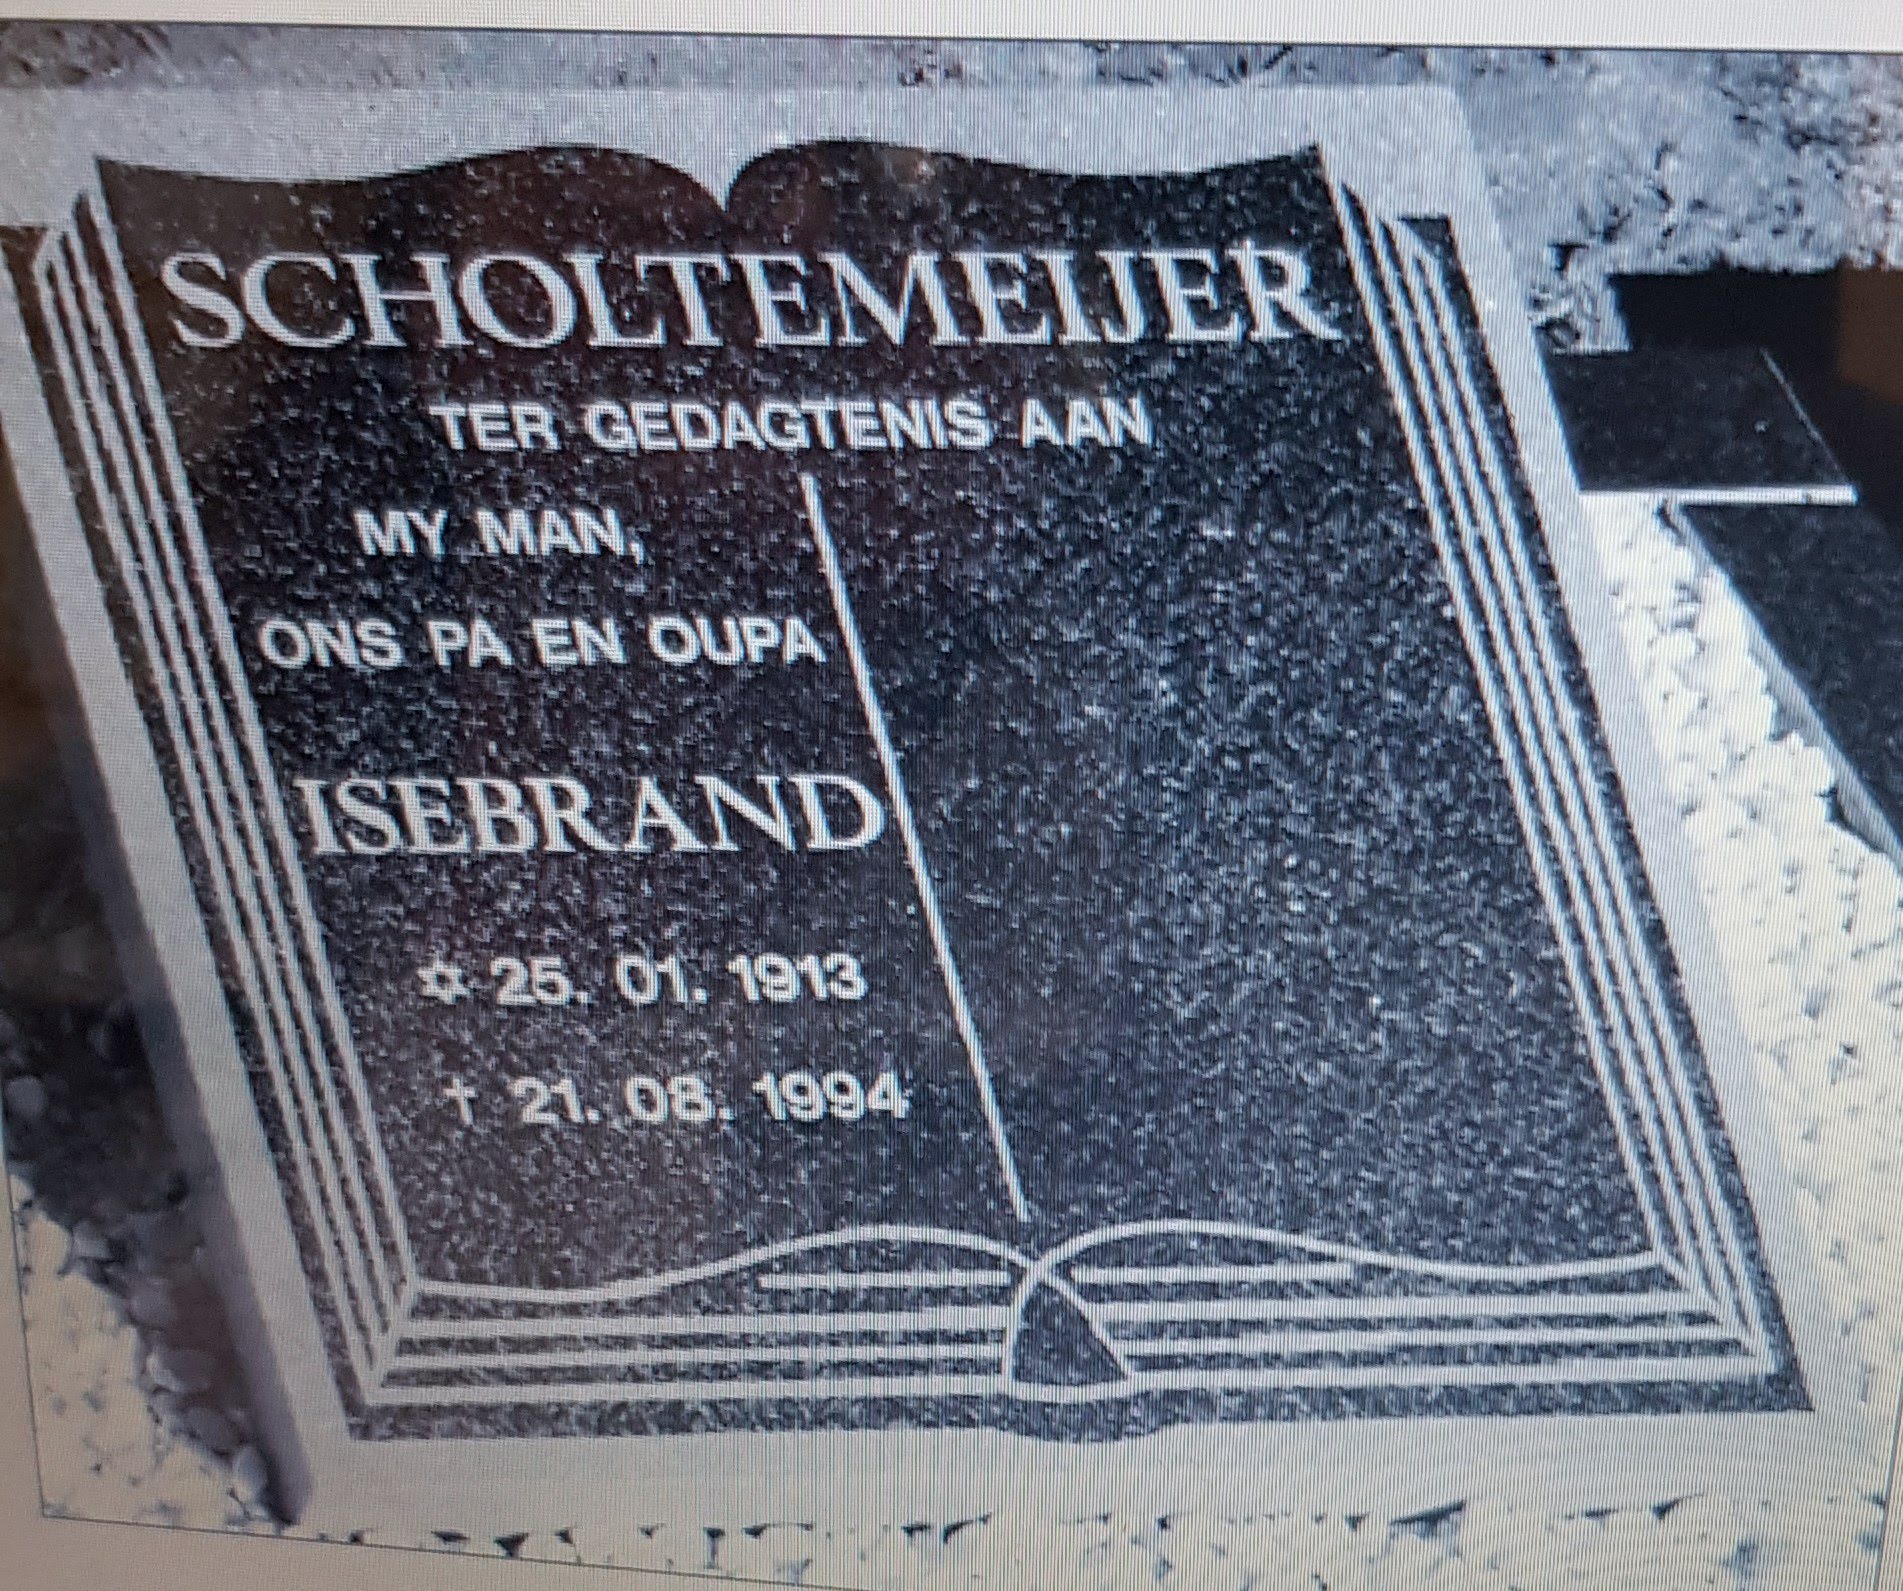 SCHOLTEMEIJER
TER GEDAGTENIS AAN
MY MAN,
ONS PA EN OUPA
ISEBRAND
✡ 25. 01. 1913
† 21. 08. 1994